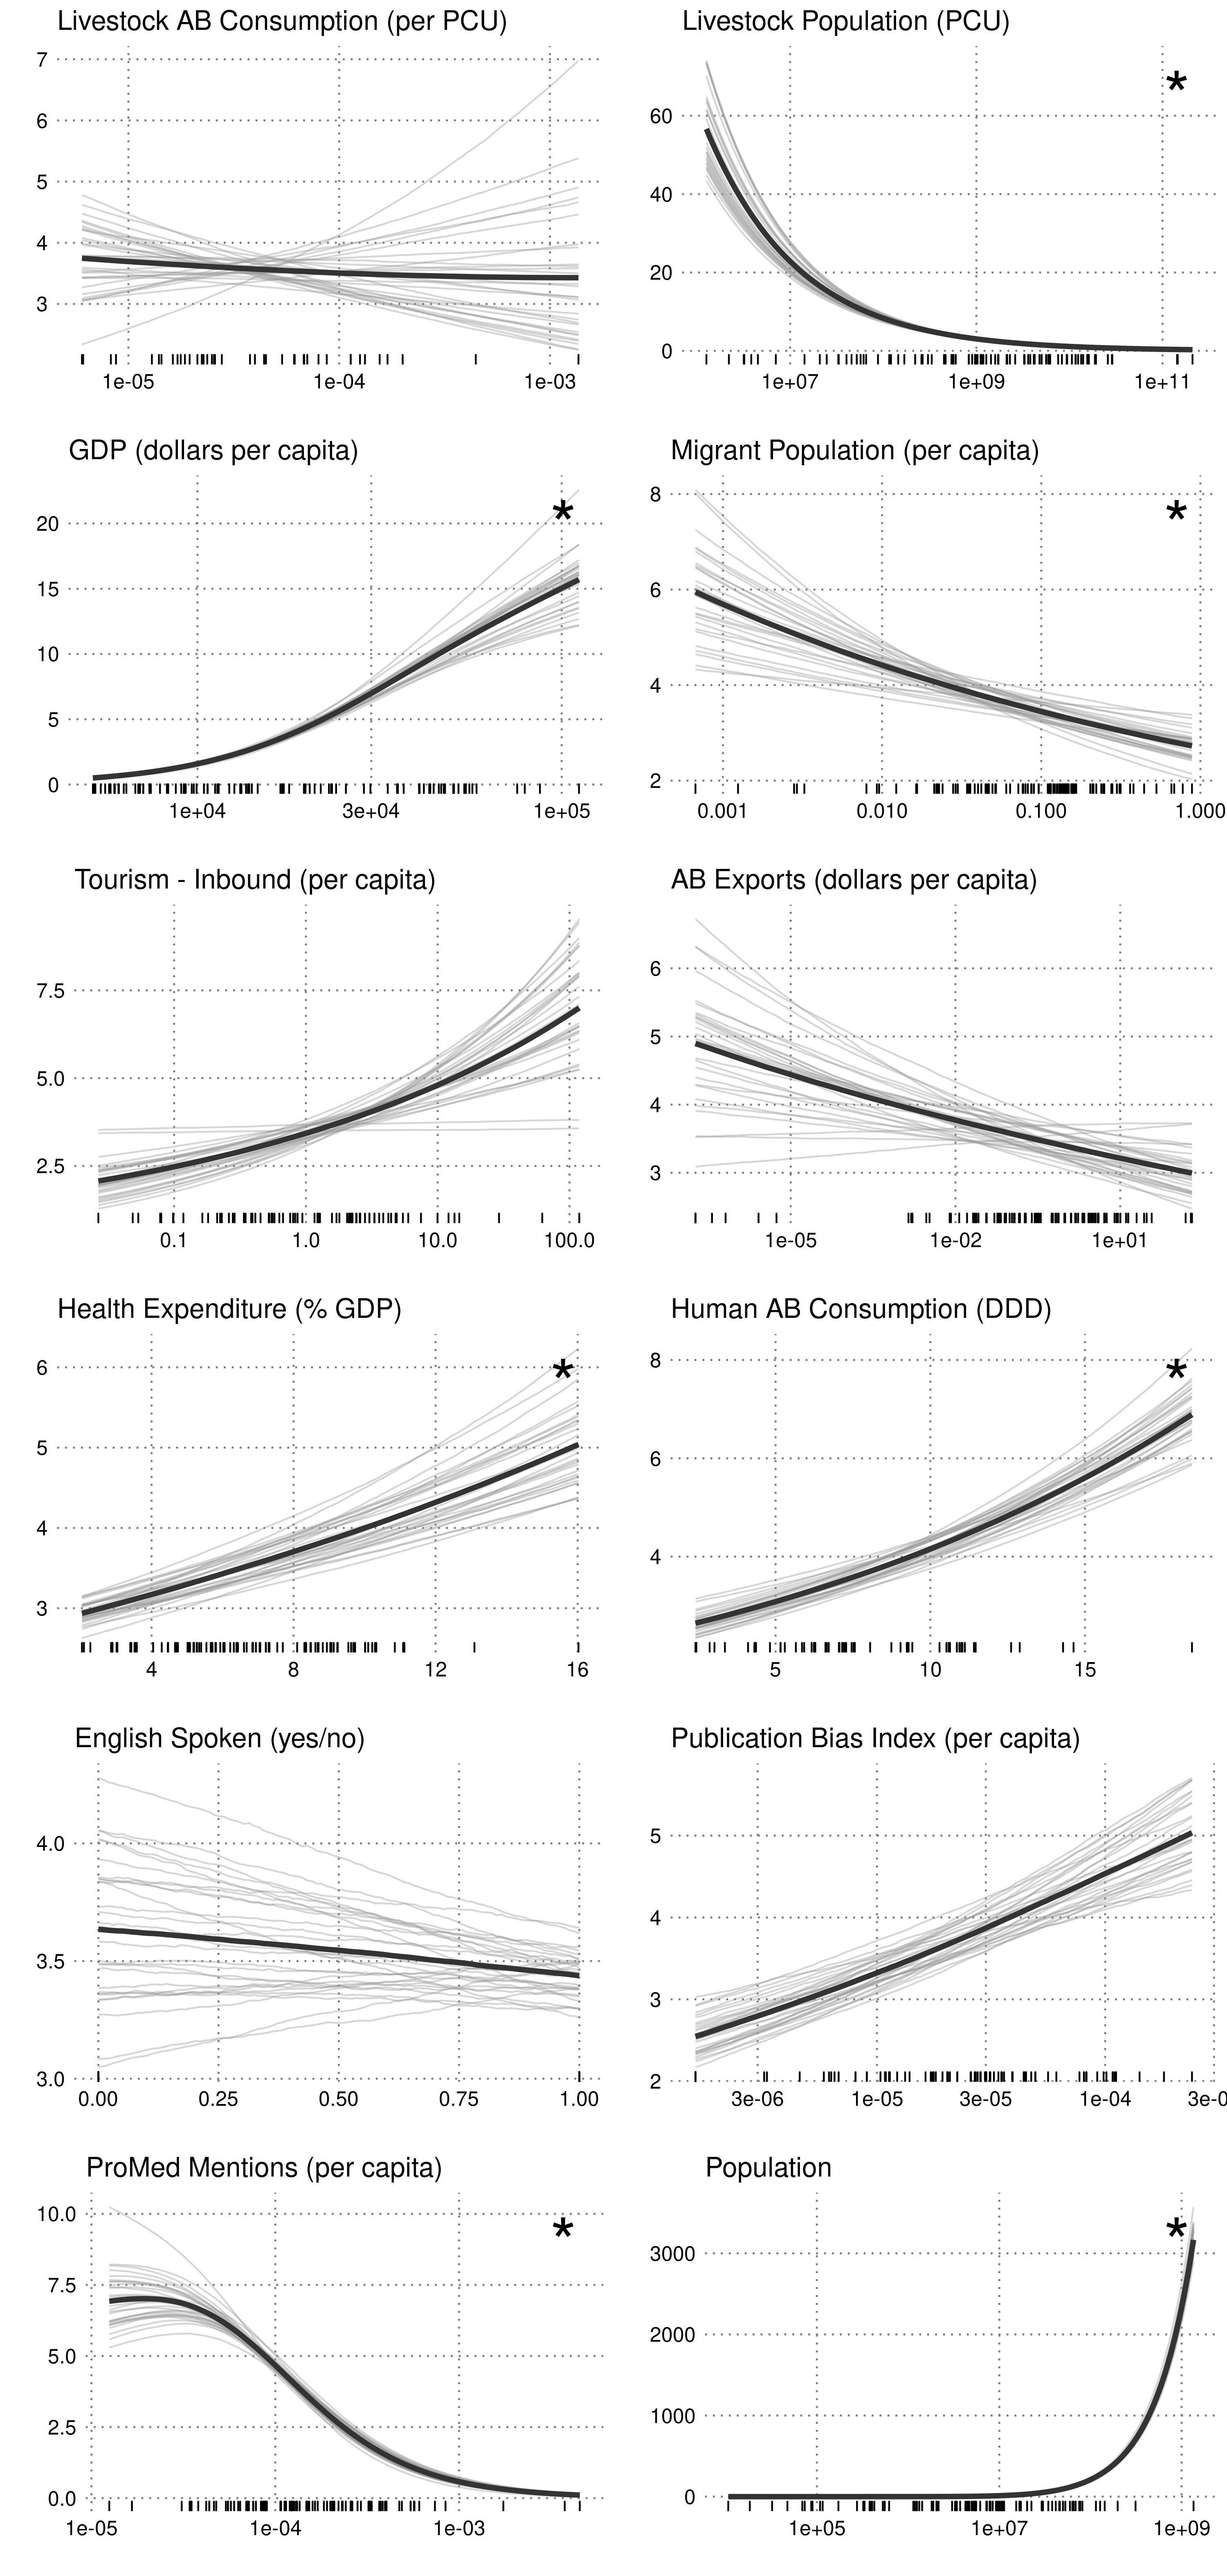 Livestock AB Consumption (per PCU)
7
6
5
4
3
1e-05 1e-04 1e-03
Livestock Population (PCU)
*
60
40
20
0
1e+07 1e+09 1e+11
GDP (dollars per capita)
*
20
15
10
5
0
1e+04 3e+04 1e+05
Migrant Population (per capita)
8
*
6
4
2
0.001 0.010 0.100 1.000
Tourism - Inbound (per capita)
7.5
5.0
2.5
0.1 1.0 10.0 100.0
AB Exports (dollars per capita)
6
5
4
3
1e-05 1e-02 1e+01
Health Expenditure (% GDP)
6 *
5
4
3
4 8 12 16
Human AB Consumption (DDD)
8
*
6
4
5 10 15
English Spoken (yes/no)
4.0
3.5
3.0
0.00 0.25 0.50 0.75 1.00
Publication Bias Index (per capita)
5
4
3
2
3e-06 1e-05 3e-05 1e-04 3e-0
ProMed Mentions (per capita)
10.0
*
7.5
5.0
2.5
0.0
1e-05 1e-04 1e-03
Population
*
3000
2000
1000
0
1e+05 1e+07 1e+09